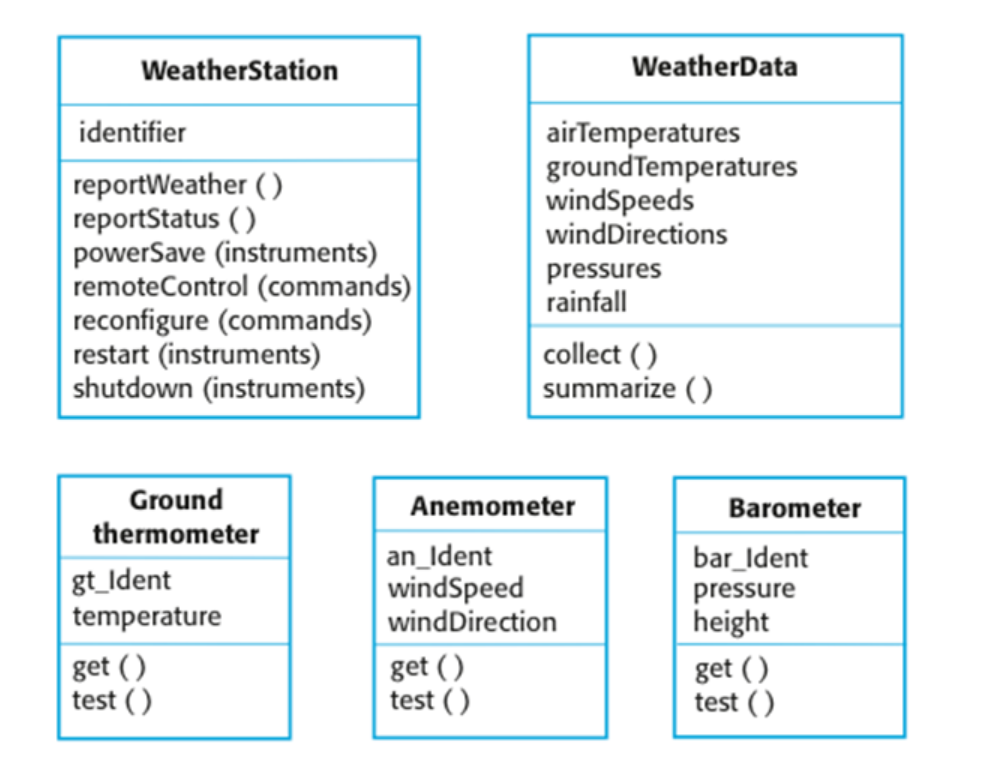 WeatherStation
identifier
reportWeather ( )
reportStatus ( )
powerSave (instruments)
remoteControl (commands)
reconfigure (commands)
restart (instruments)
shutdown (instruments)
WeatherData
airTemperatures
groundTemperatures
windSpeeds
windDirections
pressures
rainfall
collect ( )
summarize ( )
Ground
thermometer
gt_Ident
temperature
get ( )
test ( )
Anemometer
an_Ident
windSpeed
windDirection
get ( )
test ( )
Barometer
bar_Ident
pressure
height
get ( )
test ( )